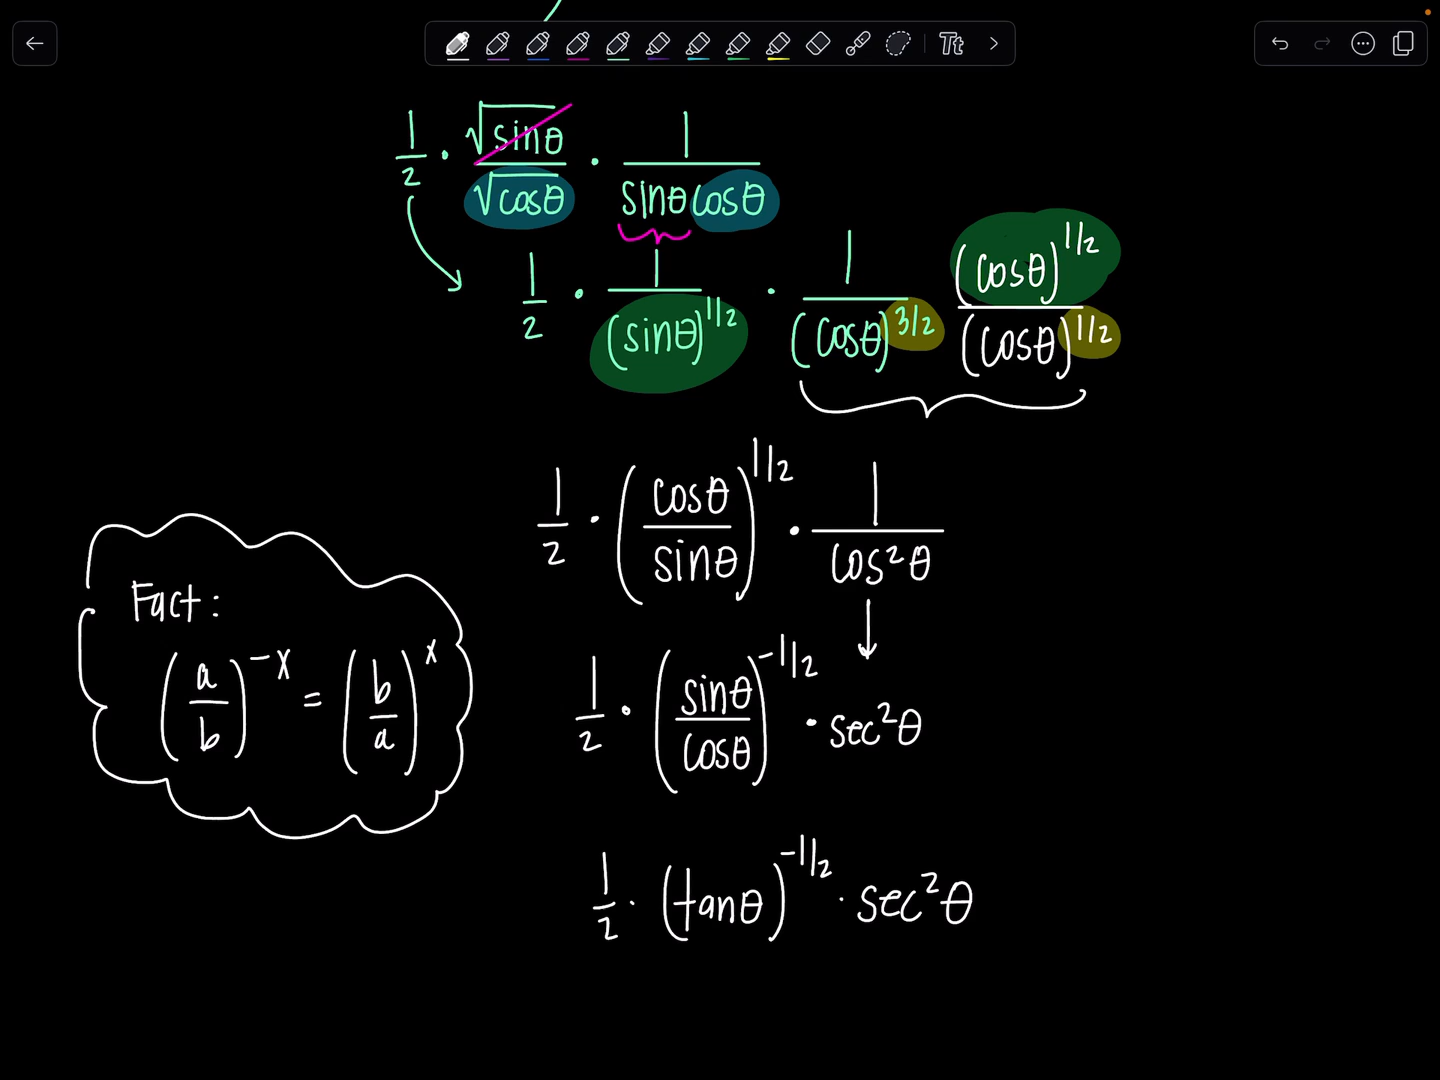 Tt
1/2 · √sinθ/√cosθ · 1/(sinθcosθ)
1/2 · 1/(sinθ)^1/2 · 1/(cosθ)^3/2 (cosθ)^1/2/(cosθ)^1/2
1/2 · (cosθ/sinθ)^1/2 · 1/cos²θ
Fact:
(a/b)^-x = (b/a)^x
1/2 · (sinθ/cosθ)^-1/2 · sec²θ
1/2 · (tanθ)^-1/2 · sec²θ